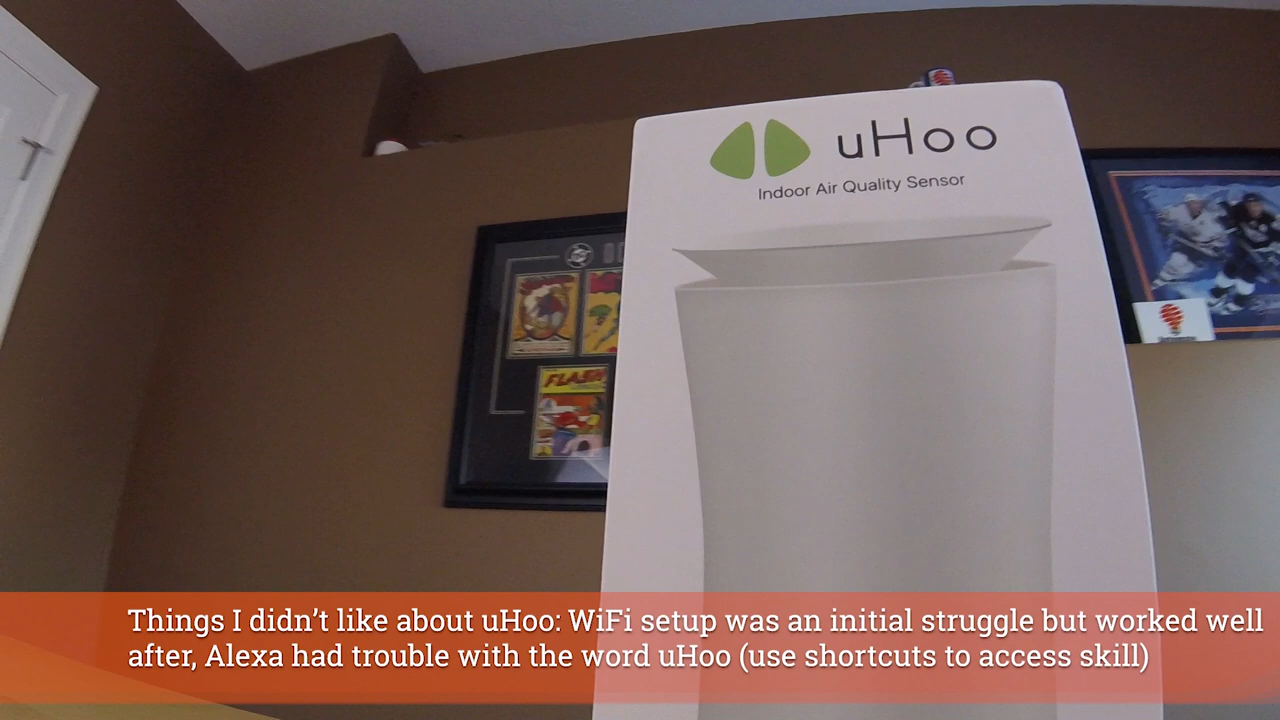 uHoo
Indoor Air Quality Sensor
FLASH
Things I didn't like about uHoo: WiFi setup was an initial struggle but worked well
after, Alexa had trouble with the word uHoo (use shortcuts to access skill)